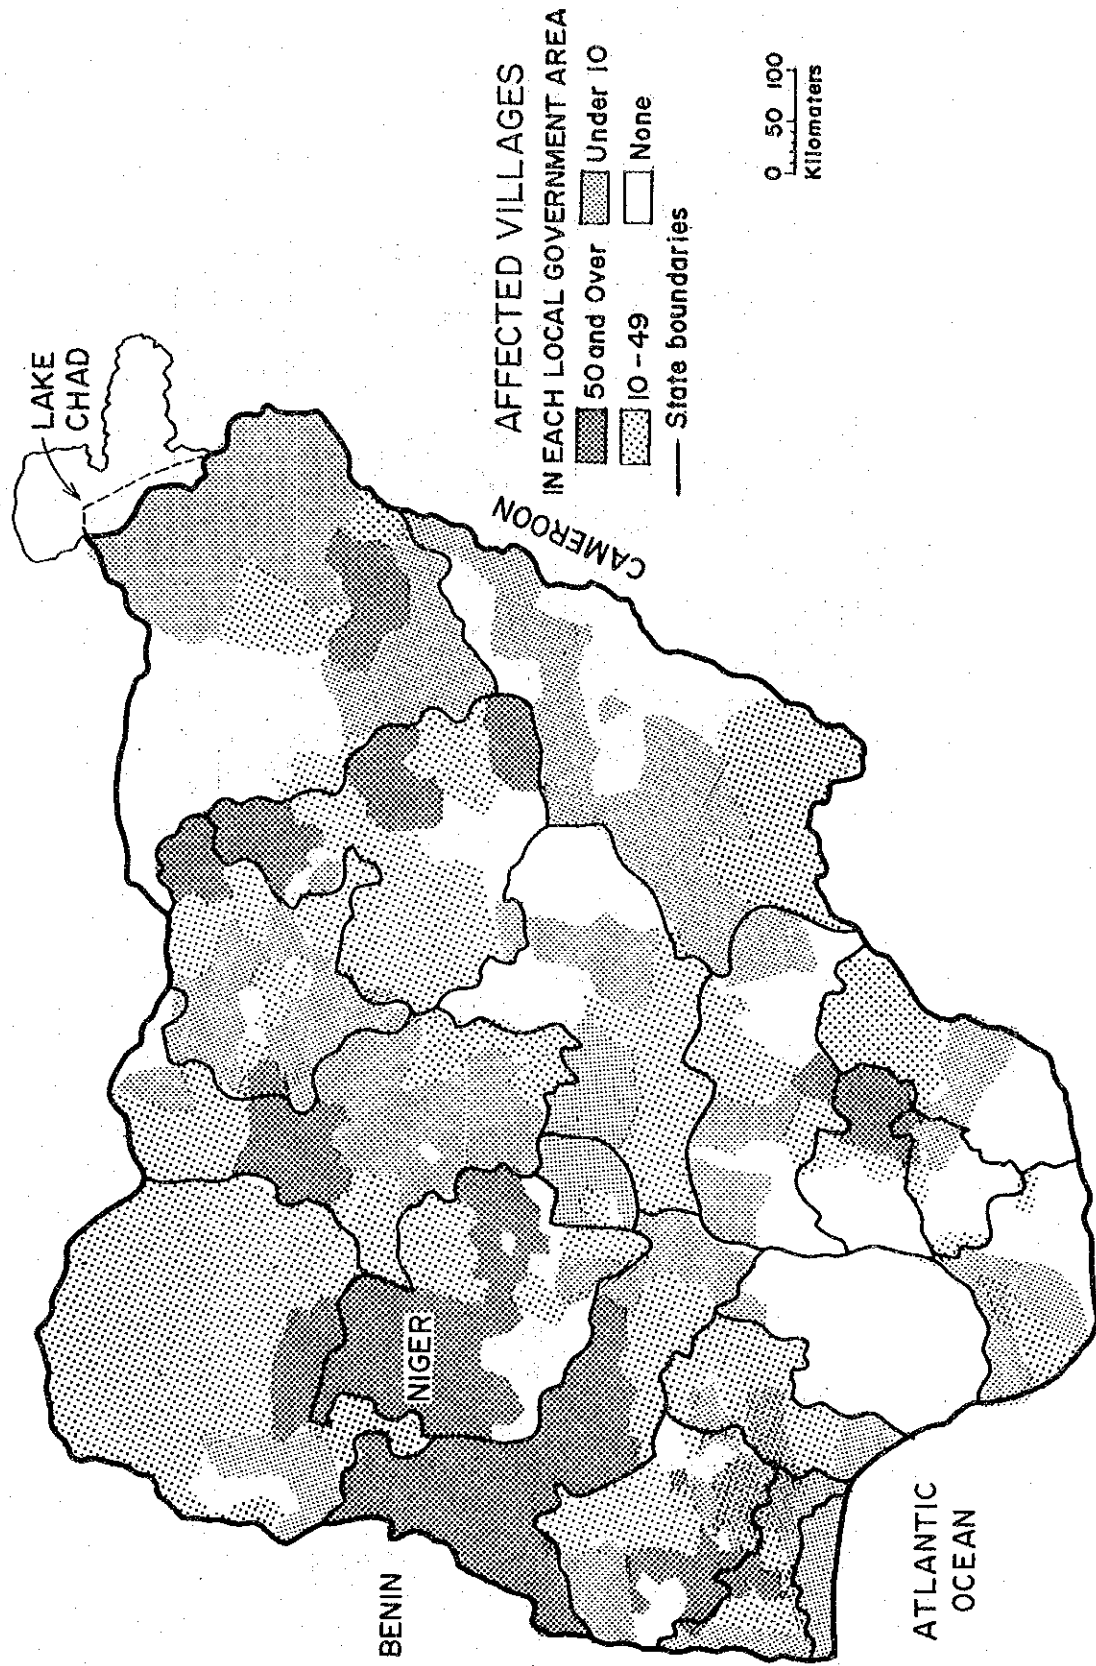 LAKE
CHAD
AFFECTED VILLAGES
IN EACH LOCAL GOVERNMENT AREA
50 and Over
Under 10
10-49
None
State boundaries
0 50 100
Kilomaters
CAMEROON
NIGER
BENIN
ATLANTIC
OCEAN